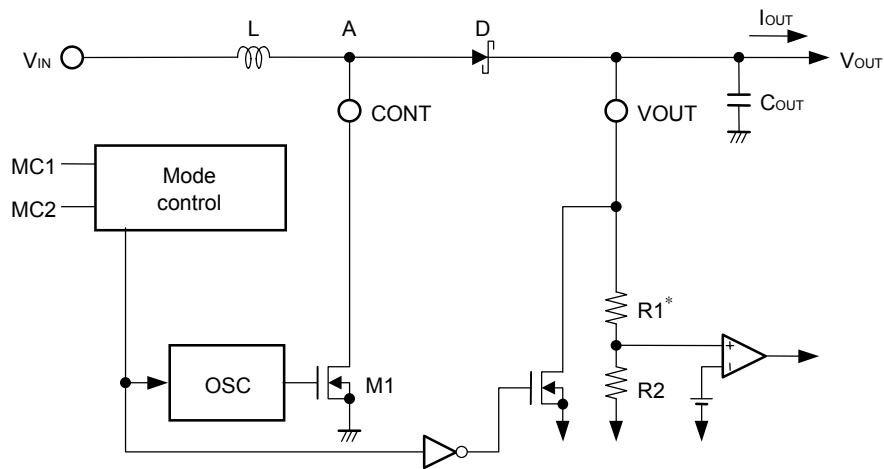 L
A
D
IOUT
VIN
VOUT
COUT
CONT
VOUT
MC1
MC2
Mode
control
R1*
+
−
OSC
M1
R2